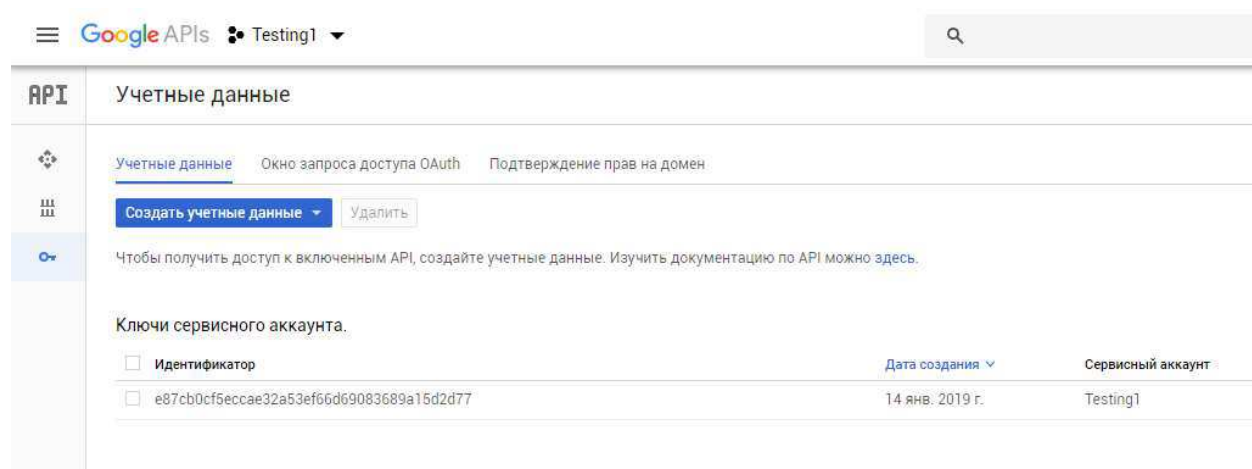 Google APIs Testing1
API Учетные данные
Учетные данные Окно запроса доступа OAuth Подтверждение прав на домен
Создать учетные данные Удалить
Чтобы получить доступ к включенным API, создайте учетные данные. Изучить документацию по API можно здесь.
Ключи сервисного аккаунта.
Идентификатор Дата создания Сервисный аккаунт
e87cb0cf5eccae32a53ef66d69083689a15d2d77 14 янв. 2019 г. Testing1